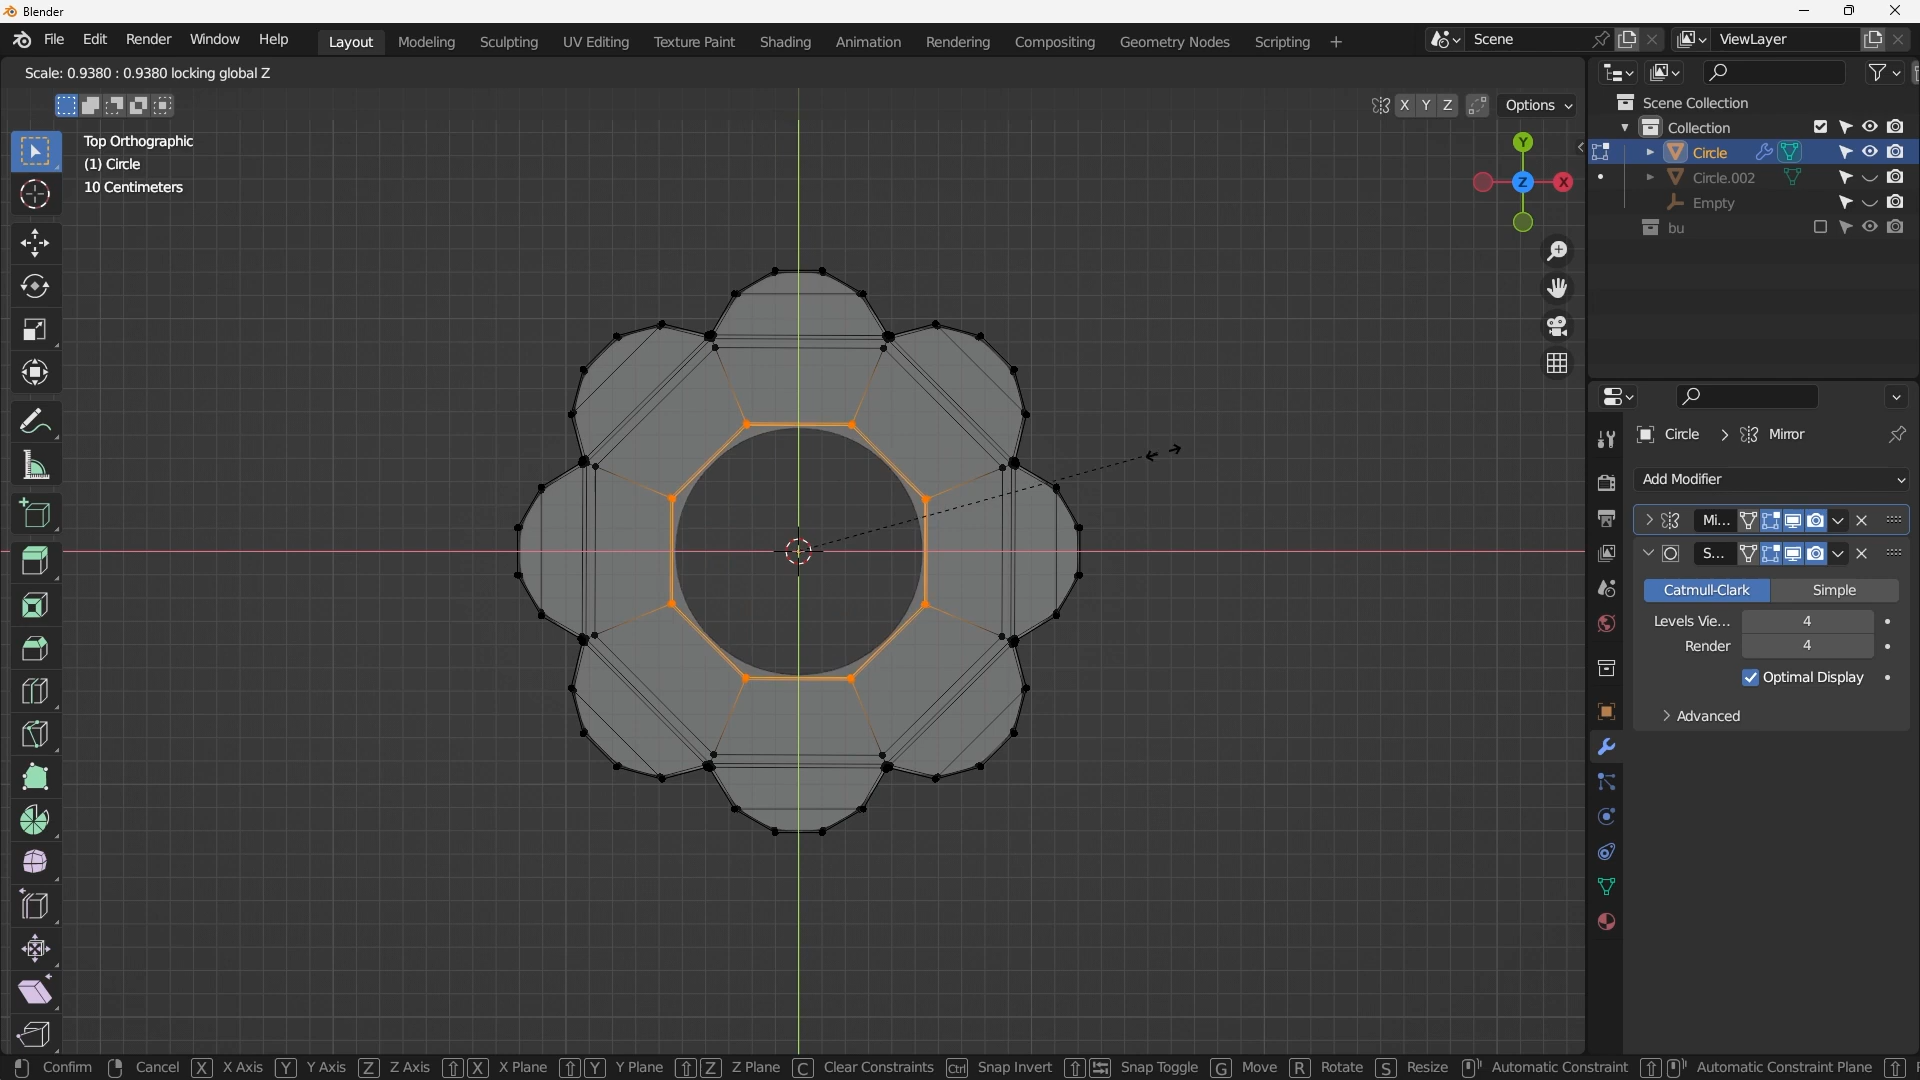 Blender
File Edit Render Window Help Layout Modeling Sculpting UV Editing Texture Paint Shading Animation Rendering Compositing Geometry Nodes Scripting + Scene ViewLayer
Scale: 0.9380 : 0.9380 locking global Z
X Y Z Options
Top Orthographic
(1) Circle
10 Centimeters
Y
Z
X
Scene Collection
Collection
Circle
Circle.002
Empty
bu
Circle > Mirror
Add Modifier
Mi...
S...
Catmull-Clark Simple
Levels Vie... 4
Render 4
Optimal Display
Advanced
Confirm Cancel X X Axis Y Y Axis Z Z Axis X X Plane Y Y Plane Z Z Plane C Clear Constraints Ctrl Snap Invert Snap Toggle G Move R Rotate S Resize Automatic Constraint Automatic Constraint Plane